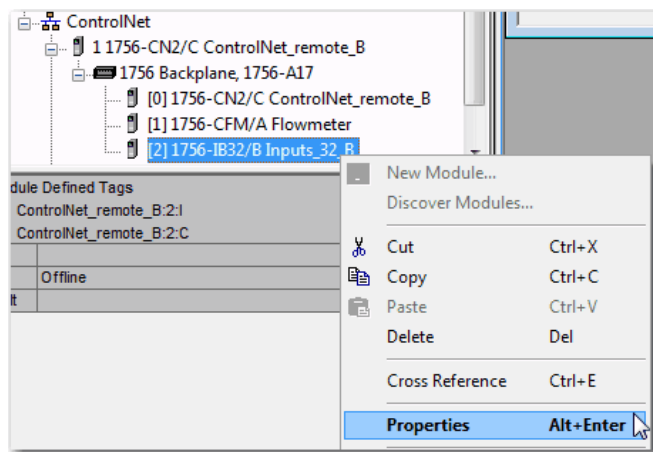 ControlNet
1 1756-CN2/C ControlNet_remote_B
1756 Backplane, 1756-A17
[0] 1756-CN2/C ControlNet_remote_B
[1] 1756-CFM/A Flowmeter
[2] 1756-IB32/B Inputs_32_B
dule Defined Tags
ControlNet_remote_B:2:I
ControlNet_remote_B:2:C
Offline
lt
New Module...
Discover Modules...
Cut Ctrl+X
Copy Ctrl+C
Paste Ctrl+V
Delete Del
Cross Reference Ctrl+E
Properties Alt+Enter